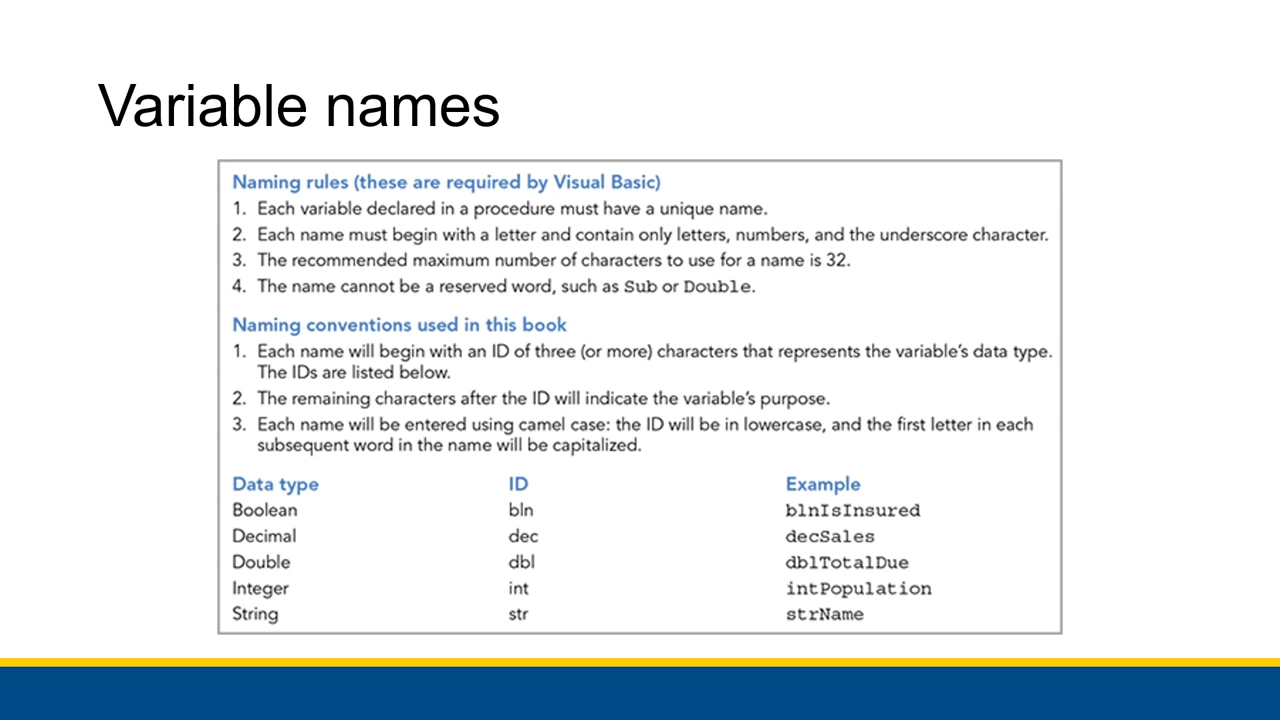 Variable names
Naming rules (these are required by Visual Basic)
1. Each variable declared in a procedure must have a unique name.
2. Each name must begin with a letter and contain only letters, numbers, and the underscore character.
3. The recommended maximum number of characters to use for a name is 32.
4. The name cannot be a reserved word, such as Sub or Double.
Naming conventions used in this book
1. Each name will begin with an ID of three (or more) characters that represents the variable's data type.
The IDs are listed below.
2. The remaining characters after the ID will indicate the variable's purpose.
3. Each name will be entered using camel case: the ID will be in lowercase, and the first letter in each
subsequent word in the name will be capitalized.
Data type ID Example
Boolean bln blnIsInsured
Decimal dec decSales
Double dbl dblTotalDue
Integer int intPopulation
String str strName